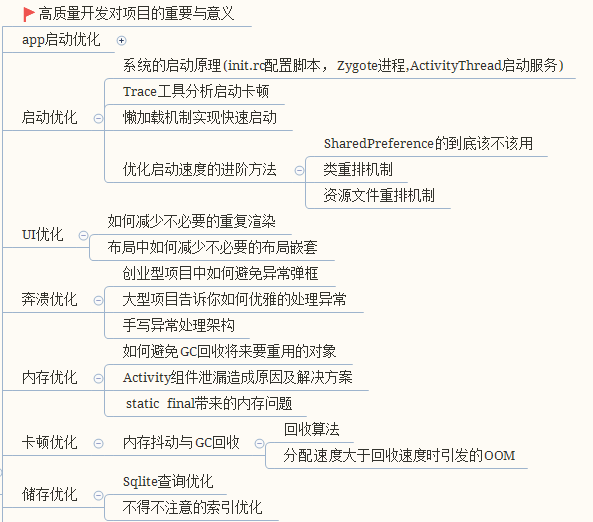 高质量开发对项目的重要与意义
app启动优化
系统的启动原理(init.rc配置脚本，Zygote进程,ActivityThread启动服务)
Trace工具分析启动卡顿
启动优化
懒加载机制实现快速启动
SharedPreference的到底该不该用
优化启动速度的进阶方法
类重排机制
资源文件重排机制
如何减少不必要的重复渲染
UI优化
布局中如何减少不必要的布局嵌套
创业型项目中如何避免异常弹框
奔溃优化
大型项目告诉你如何优雅的处理异常
手写异常处理架构
如何避免GC回收将来要重用的对象
内存优化
Activity组件泄漏造成原因及解决方案
static final带来的内存问题
回收算法
卡顿优化
内存抖动与GC回收
分配速度大于回收速度时引发的OOM
Sqlite查询优化
储存优化
不得不注意的索引优化